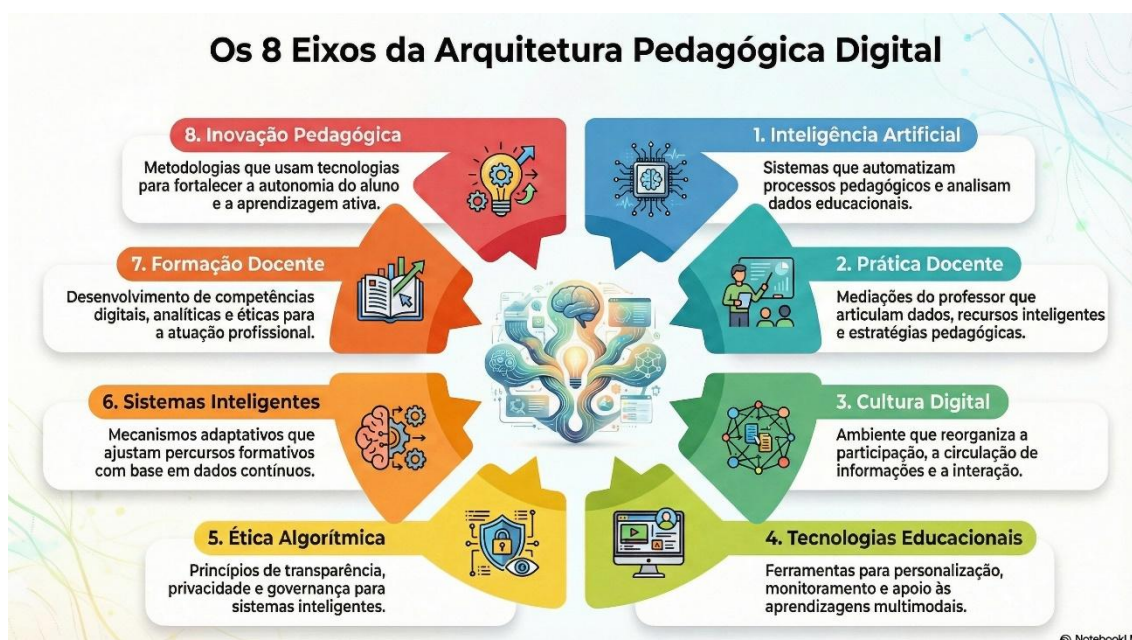 Os 8 Eixos da Arquitetura Pedagógica Digital
1. Inteligência Artificial
Sistemas que automatizam
processos pedagógicos e analisam
dados educacionais.
2. Prática Docente
Mediações do professor que
articulam dados, recursos inteligentes
e estratégias pedagógicas.
3. Cultura Digital
Ambiente que reorganiza a
participação, a circulação de
informações e a interação.
4. Tecnologias Educacionais
Ferramentas para personalização,
monitoramento e apoio às
aprendizagens multimodais.
5. Ética Algorítmica
Princípios de transparência,
privacidade e governança para
sistemas inteligentes.
6. Sistemas Inteligentes
Mecanismos adaptativos que
ajustam percursos formativos
com base em dados contínuos.
7. Formação Docente
Desenvolvimento de competências
digitais, analíticas e éticas para
a atuação profissional.
8. Inovação Pedagógica
Metodologias que usam tecnologias
para fortalecer a autonomia do aluno
e a aprendizagem ativa.